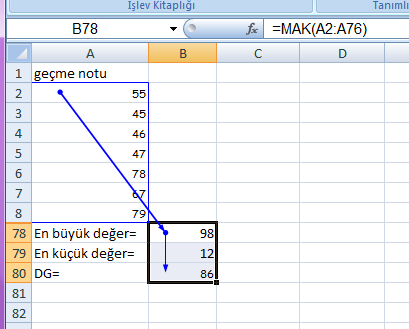 İşlev Kitaplığı
Tanımlı
B78 fx =MAK(A2:A76)
A B C D E
1 geçme notu
2 55
3 45
4 46
5 47
6 78
7 67
8 79
78 En büyük değer= 98
79 En küçük değer= 12
80 DG= 86
81
82